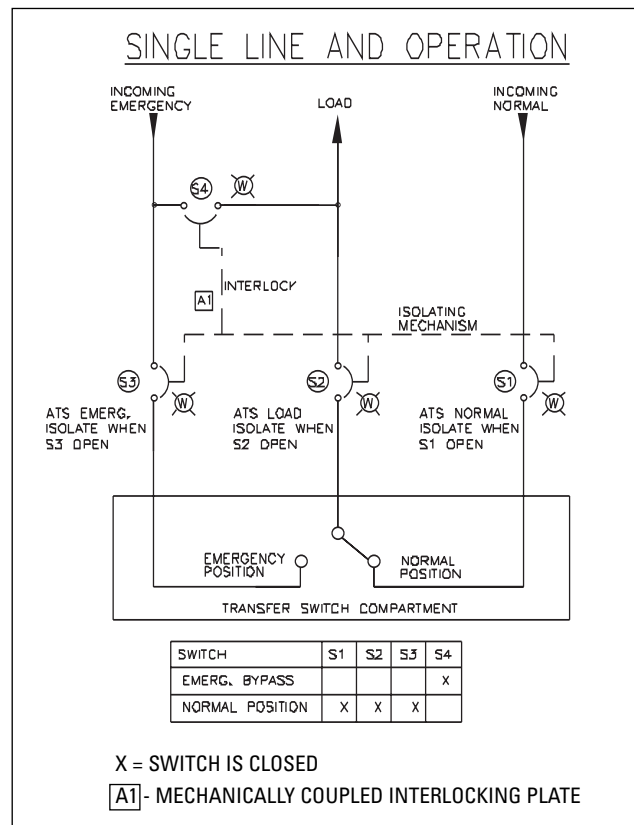 SINGLE LINE AND OPERATION
INCOMING
EMERGENCY
LOAD
INCOMING
NORMAL
S4
W
INTERLOCK
A1
ISOLATING
MECHANISM
S3
W
S2
W
S1
W
ATS EMERG.
ISOLATE WHEN
S3 OPEN
ATS LOAD
ISOLATE WHEN
S2 OPEN
ATS NORMAL
ISOLATE WHEN
S1 OPEN
EMERGENCY
POSITION
NORMAL
POSITION
TRANSFER SWITCH COMPARTMENT
SWITCH S1 S2 S3 S4
EMERG. BYPASS X
NORMAL POSITION X X X
X = SWITCH IS CLOSED
A1 - MECHANICALLY COUPLED INTERLOCKING PLATE